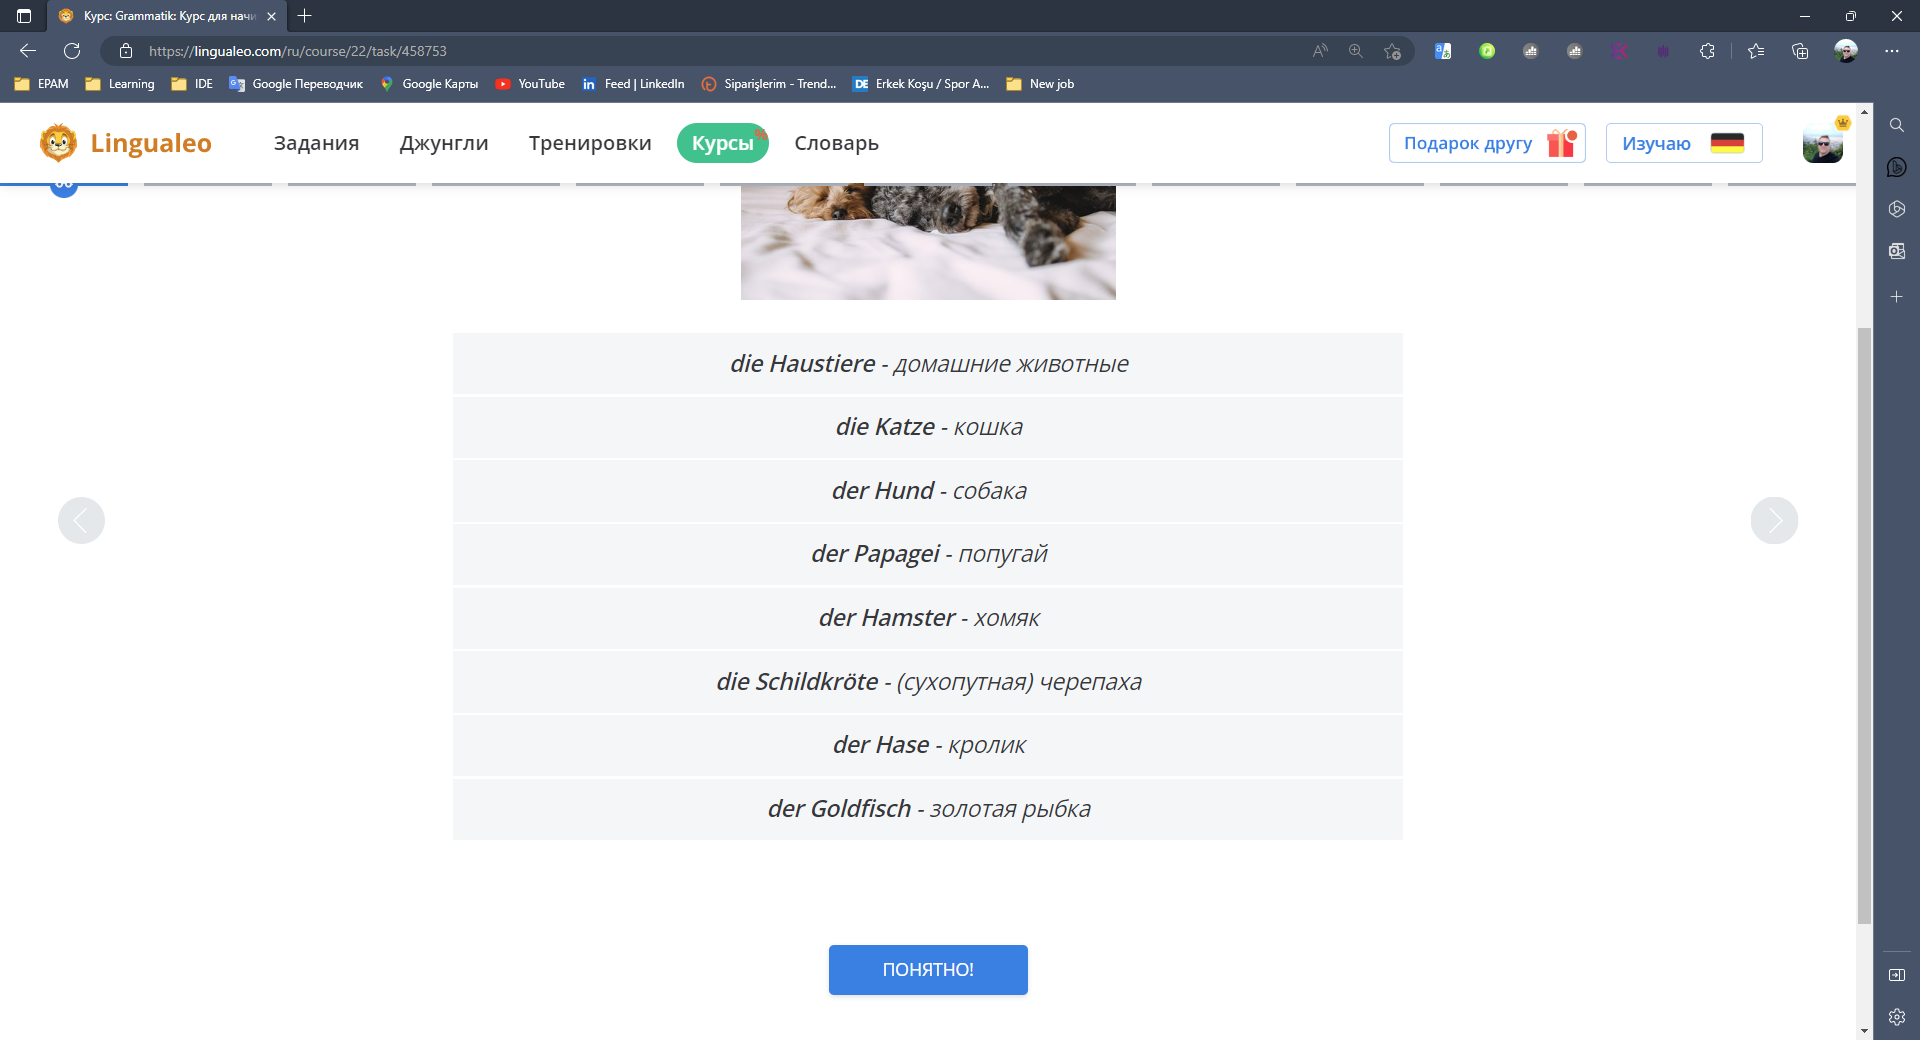 Курс: Grammatik: Курс для начи
https://lingualeo.com/ru/course/22/task/458753
EPAM
Learning
IDE
Google Переводчик
Google Карты
YouTube
Feed | LinkedIn
Siparişlerim - Trend...
Erkek Koşu / Spor A...
New job
Lingualeo
Задания
Джунгли
Тренировки
Курсы
%
Словарь
Подарок другу
Изучаю
die Haustiere - домашние животные
die Katze - кошка
der Hund - собака
der Papagei - попугай
der Hamster - хомяк
die Schildkröte - (сухопутная) черепаха
der Hase - кролик
der Goldfisch - золотая рыбка
ПОНЯТНО!